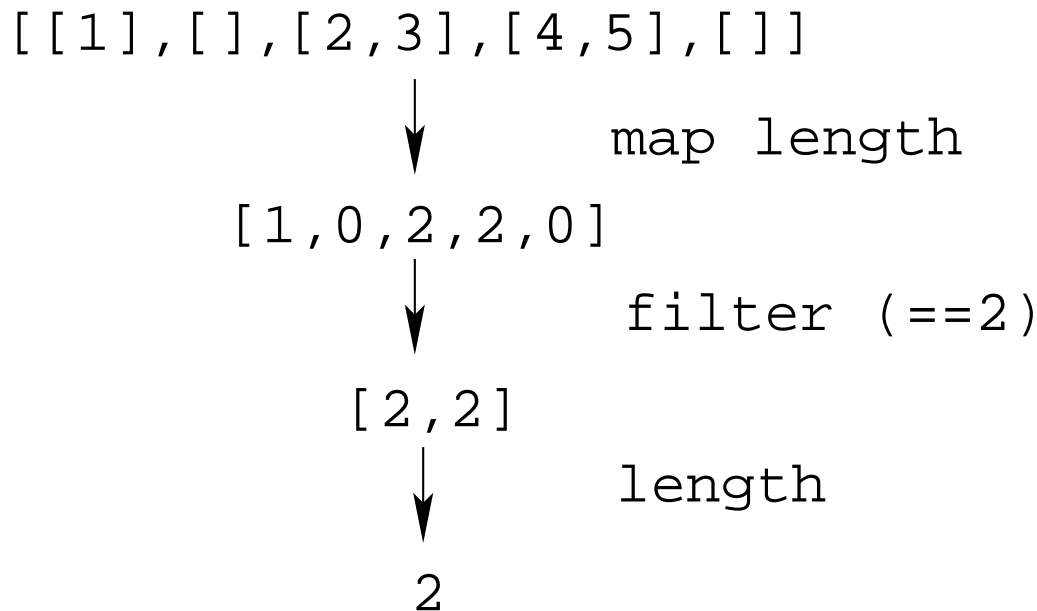 [[1],[],[2,3],[4,5],[]]
map length
[1,0,2,2,0]
filter (==2)
[2,2]
length
2